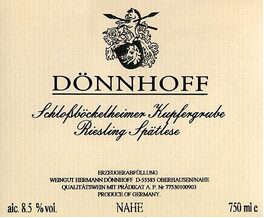 DÖNNHOFF
Schloßböckelheimer Kupfergrube
Riesling Spätlese
ERZEUGERABFÜLLUNG
WEINGUT HERMANN DÖNNHOFF D-55585 OBERHAUSEN/NAHE
QUALITÄTSWEIN MIT PRÄDIKAT A. P. Nr 77530100903
PRODUCE OF GERMANY.
alc. 8.5 % vol. NAHE 750 ml e